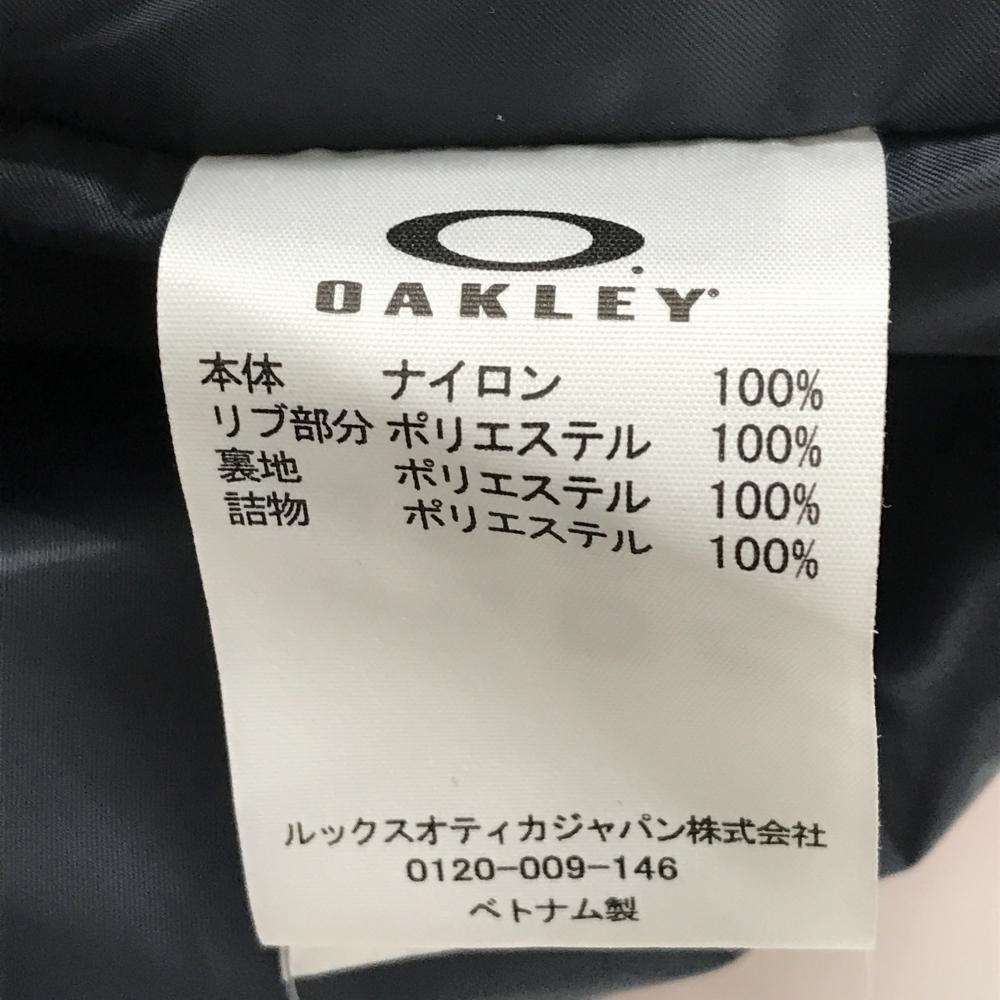 OAKLEY
本体 ナイロン 100%
リブ部分 ポリエステル 100%
裏地 ポリエステル 100%
詰物 ポリエステル 100%
ルックスオティカジャパン株式会社
0120-009-146
ベトナム製